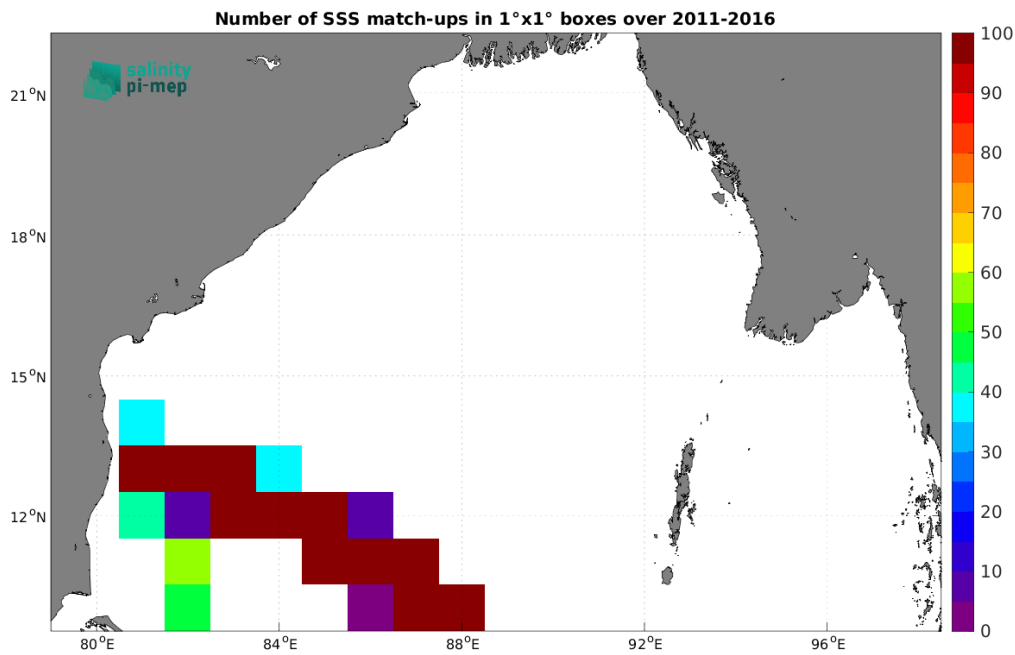 Number of SSS match-ups in 1°x1° boxes over 2011-2016
salinity
pi-mep
21°N
18°N
15°N
12°N
80°E 84°E 88°E 92°E 96°E
100
90
80
70
60
50
40
30
20
10
0